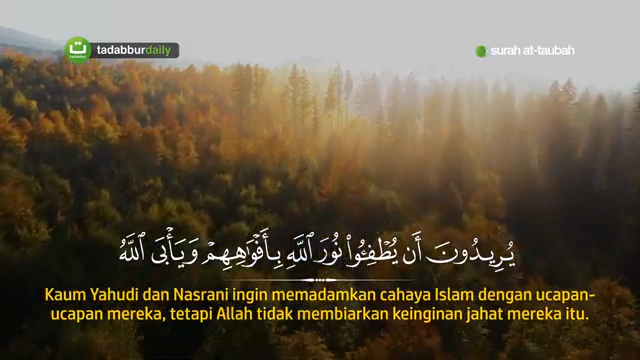 tadabburdaily
surah at-taubah
يُرِيدُونَ أَن يُطْفِـُٔوا۟ نُورَ ٱللَّهِ بِأَفْوَٰهِهِمْ وَيَأْبَى ٱللَّهُ
Kaum Yahudi dan Nasrani ingin memadamkan cahaya Islam dengan ucapan-
ucapan mereka, tetapi Allah tidak membiarkan keinginan jahat mereka itu.